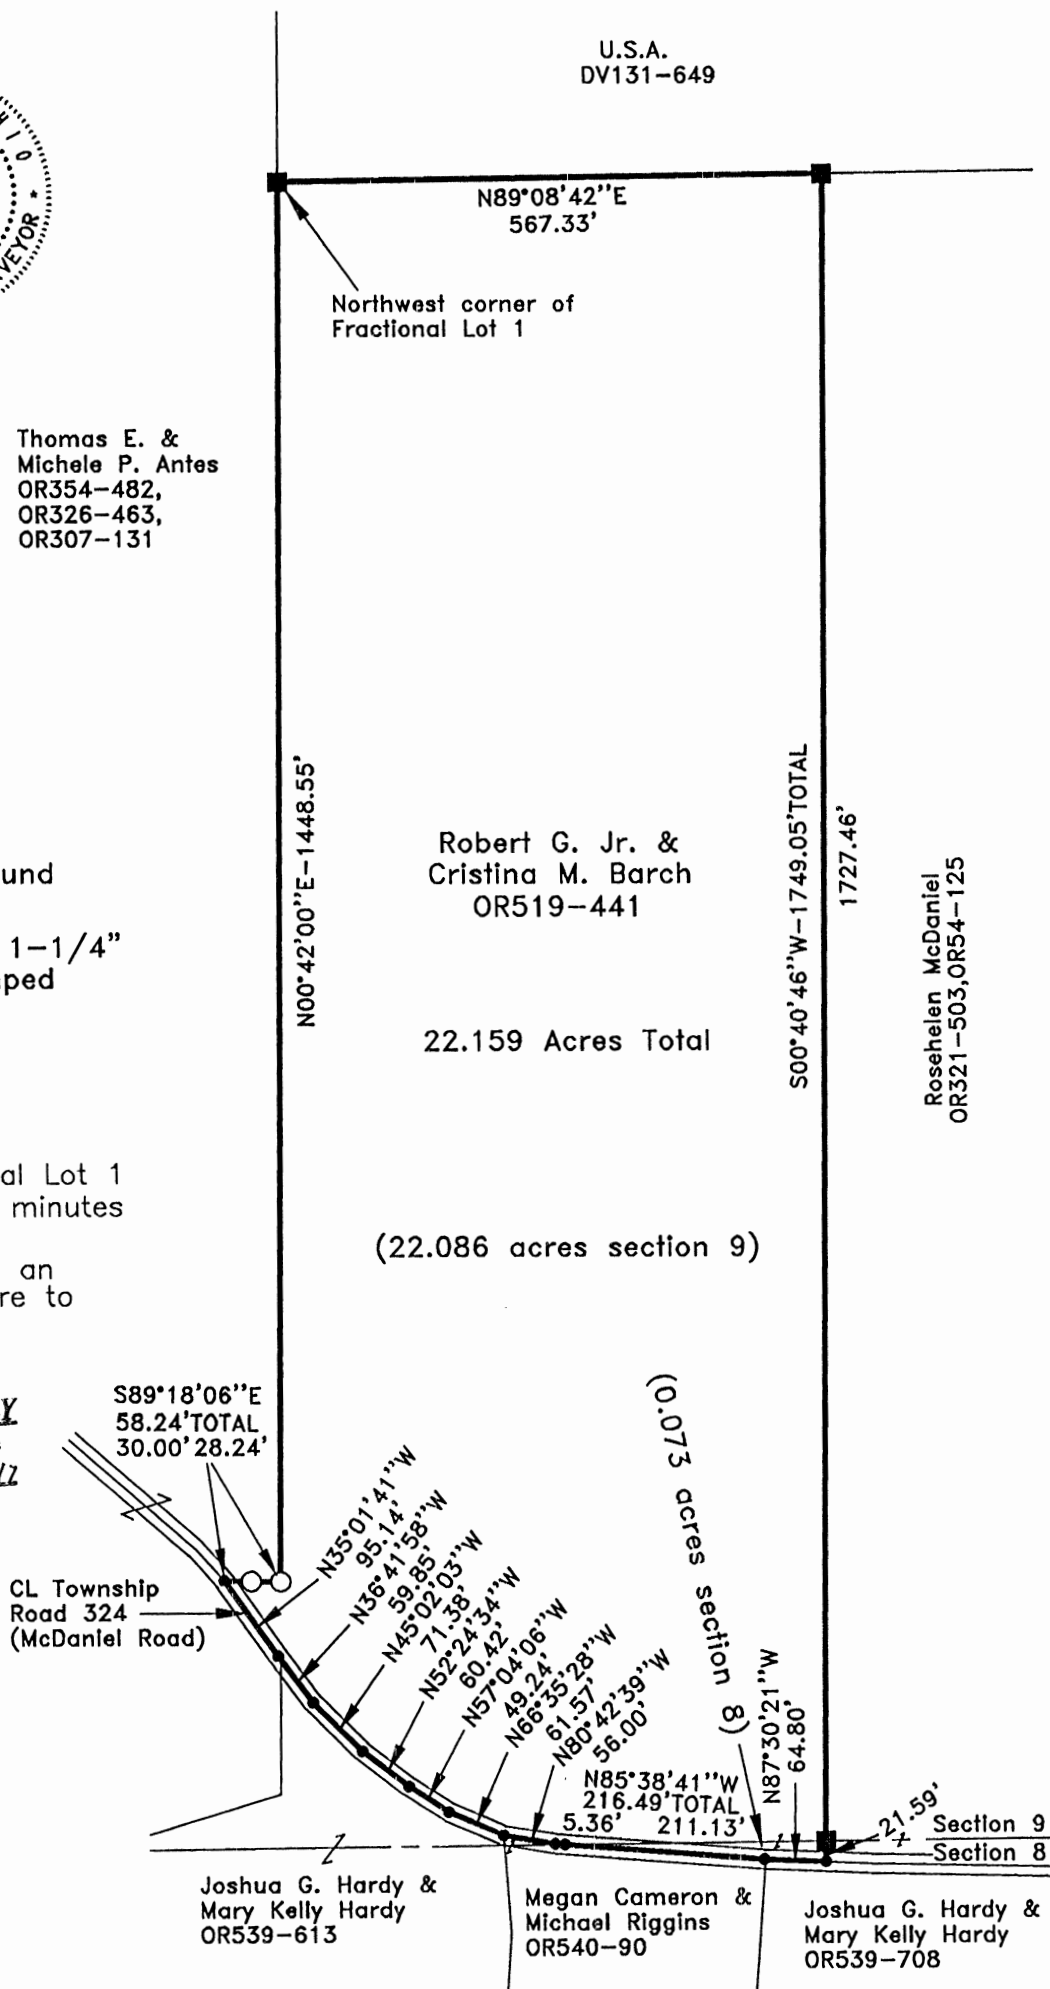 U.S.A.
DV131-649
N89°08'42"E
567.33'
Northwest corner of
Fractional Lot 1
Thomas E. &
Michele P. Antes
OR354-482,
OR326-463,
OR307-131
N00°42'00"E-1448.55'
Robert G. Jr. &
Cristina M. Barch
OR519-441
22.159 Acres Total
(22.086 acres section 9)
S00°40'46"W-1749.05'TOTAL
1727.46'
Rosehelen McDaniel
OR321-503,OR54-125
und
1-1/4"
ped
al Lot 1
minutes
an
re to
S89°18'06"E
58.24'TOTAL
30.00'28.24'
CL Township
Road 324
(McDaniel Road)
N35°01'41"W
95.14'
N36°41'58"W
59.85'
N45°02'03"W
71.38'
N52°24'34"W
60.42'
N57°04'06"W
49.24'
N66°35'28"W
61.57'
N80°42'39"W
56.00'
N85°38'41"W
216.49'TOTAL
5.36' 211.13'
(0.073 acres section 8)
N87°30'21"W
64.80'
21.59'
Section 9
Section 8
Joshua G. Hardy &
Mary Kelly Hardy
OR539-613
Megan Cameron &
Michael Riggins
OR540-90
Joshua G. Hardy &
Mary Kelly Hardy
OR539-708